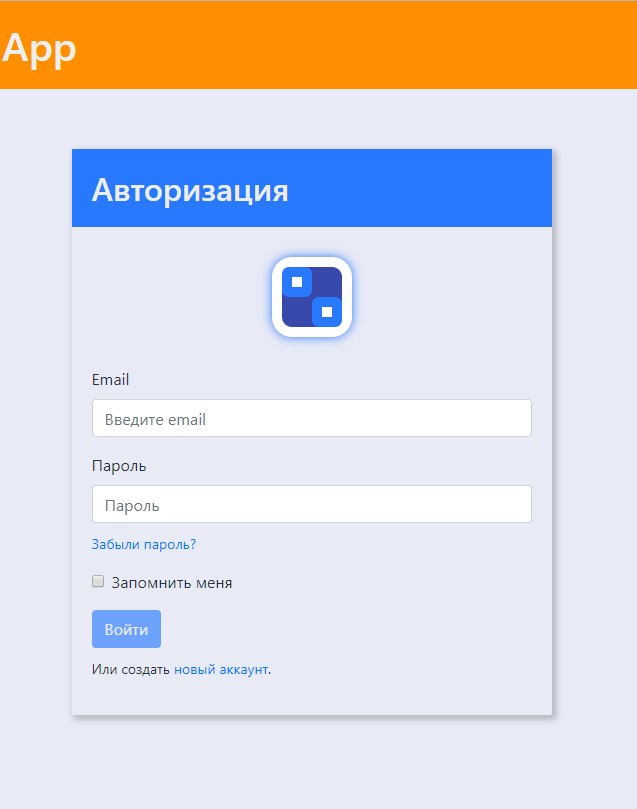 App
Авторизация
Email
Введите email
Пароль
Пароль
Забыли пароль?
Запомнить меня
Войти
Или создать новый аккаунт.